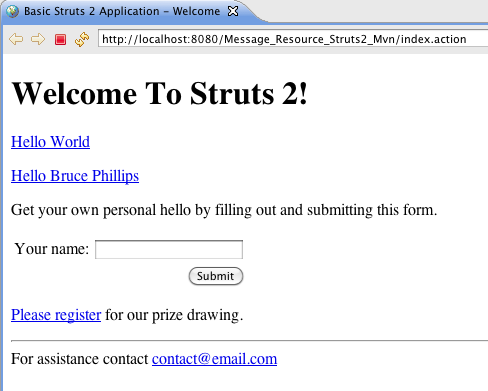 Basic Struts 2 Application - Welcome
http://localhost:8080/Message_Resource_Struts2_Mvn/index.action
Welcome To Struts 2!
Hello World
Hello Bruce Phillips
Get your own personal hello by filling out and submitting this form.
Your name:
Submit
Please register for our prize drawing.
For assistance contact contact@email.com